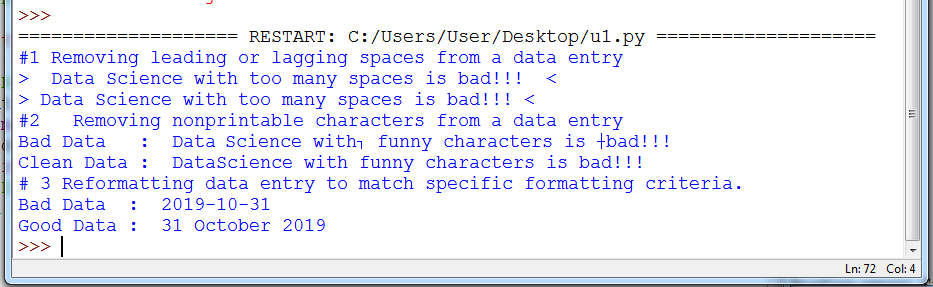 >>>
==================== RESTART: C:/Users/User/Desktop/u1.py ====================
#1 Removing leading or lagging spaces from a data entry
>  Data Science with too many spaces is bad!!!  <
> Data Science with too many spaces is bad!!! <
#2   Removing nonprintable characters from a data entry
Bad Data   :  Data Science with┐ funny characters is ┼bad!!!
Clean Data :  DataScience with funny characters is bad!!!
# 3 Reformatting data entry to match specific formatting criteria.
Bad Data  :  2019-10-31
Good Data :  31 October 2019
>>>
Ln: 72 Col: 4